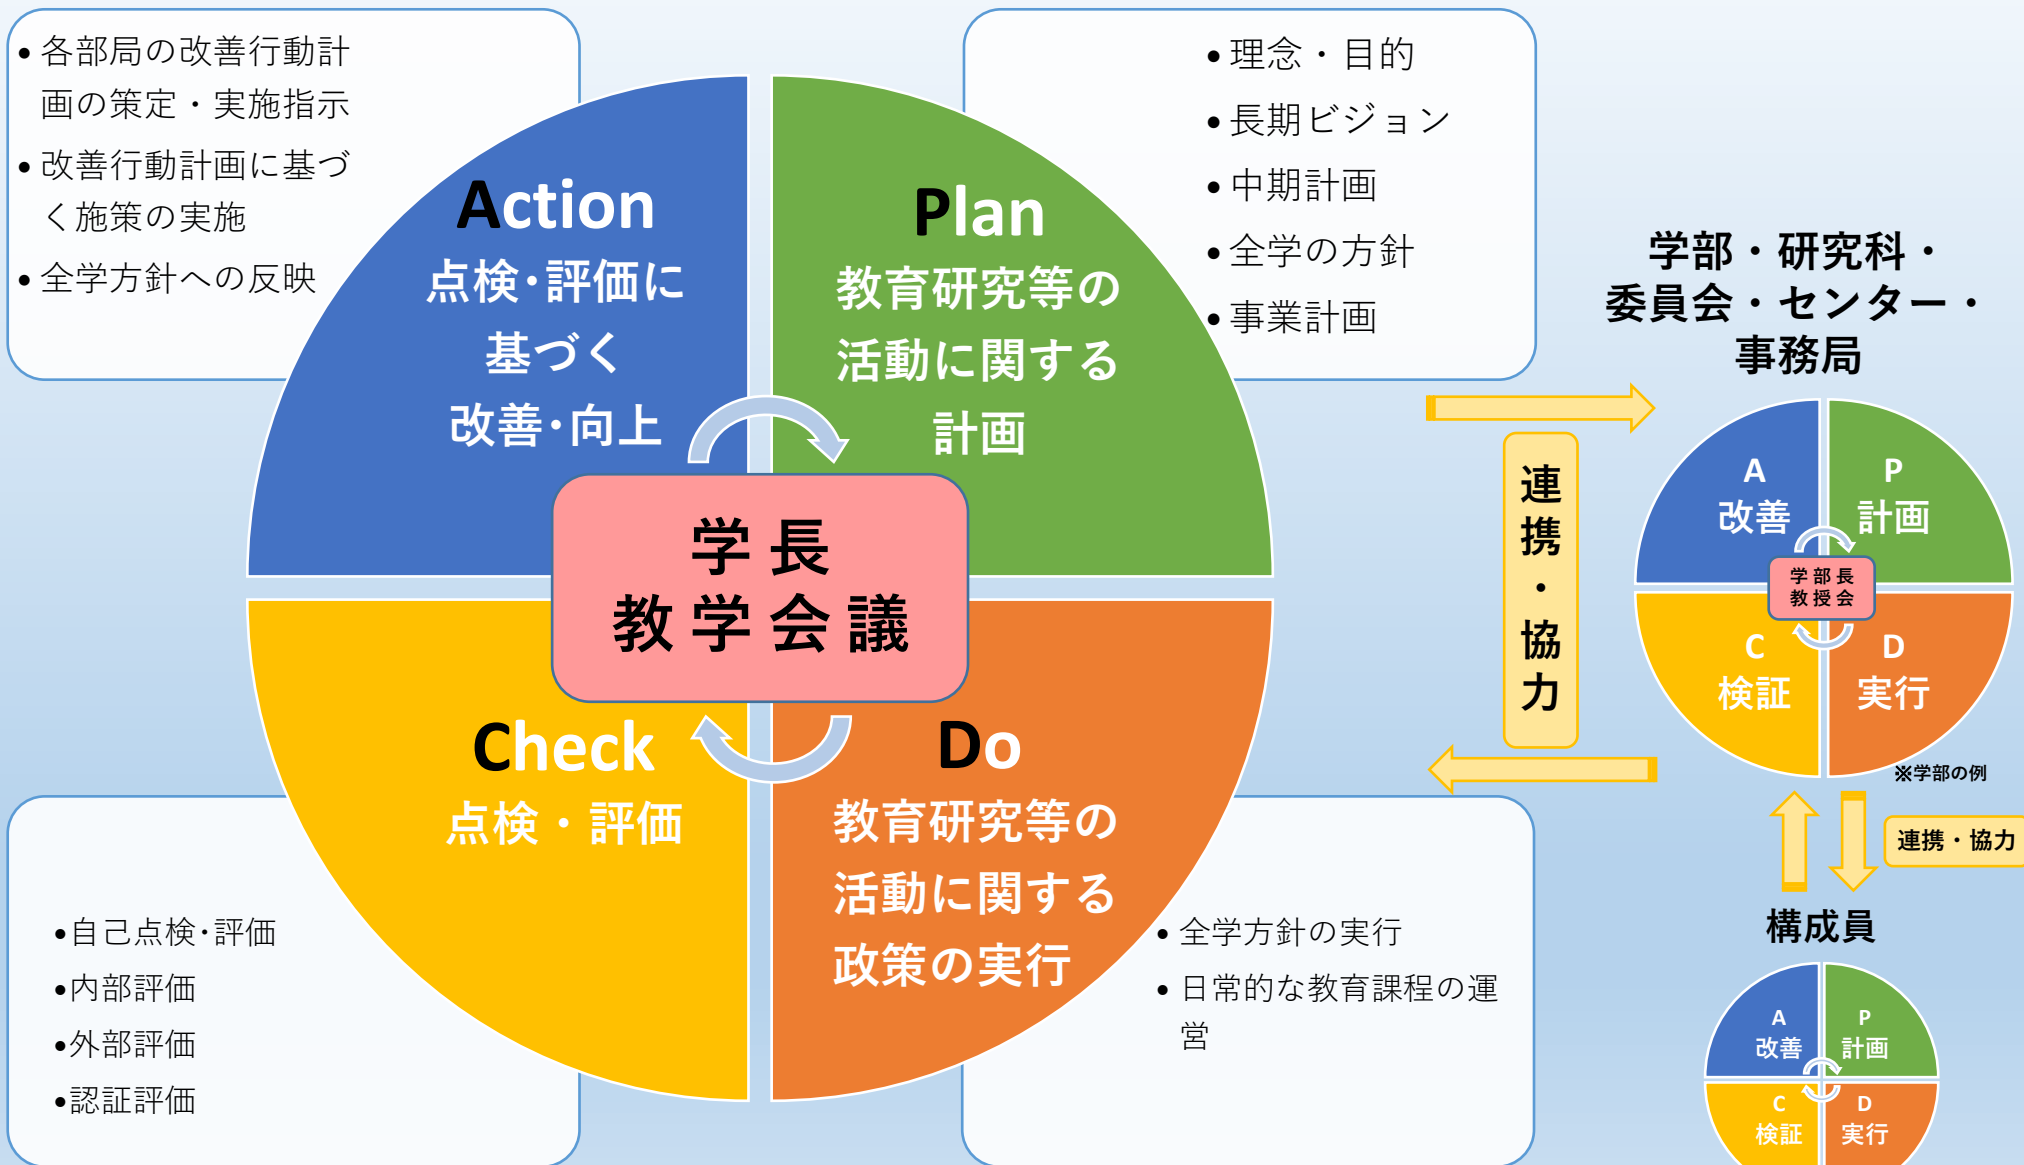 • 各部局の改善行動計
画の策定・実施指示
• 改善行動計画に基づ
く施策の実施
• 全学方針への反映
Action
点検･評価に
基づく
改善･向上
• 理念・目的
• 長期ビジョン
• 中期計画
• 全学の方針
• 事業計画
Plan
教育研究等の
活動に関する
計画
学 長
教 学 会 議
Check
点検・評価
•自己点検･評価
•内部評価
•外部評価
•認証評価
Do
教育研究等の
活動に関する
政策の実行
• 全学方針の実行
• 日常的な教育課程の運
営
連携・協力
学部・研究科・
委員会・センター・
事務局
A
改善
P
計画
学 部 長
教 授 会
C
検証
D
実行
※学部の例
連携・協力
構成員
A
改善
P
計画
C
検証
D
実行